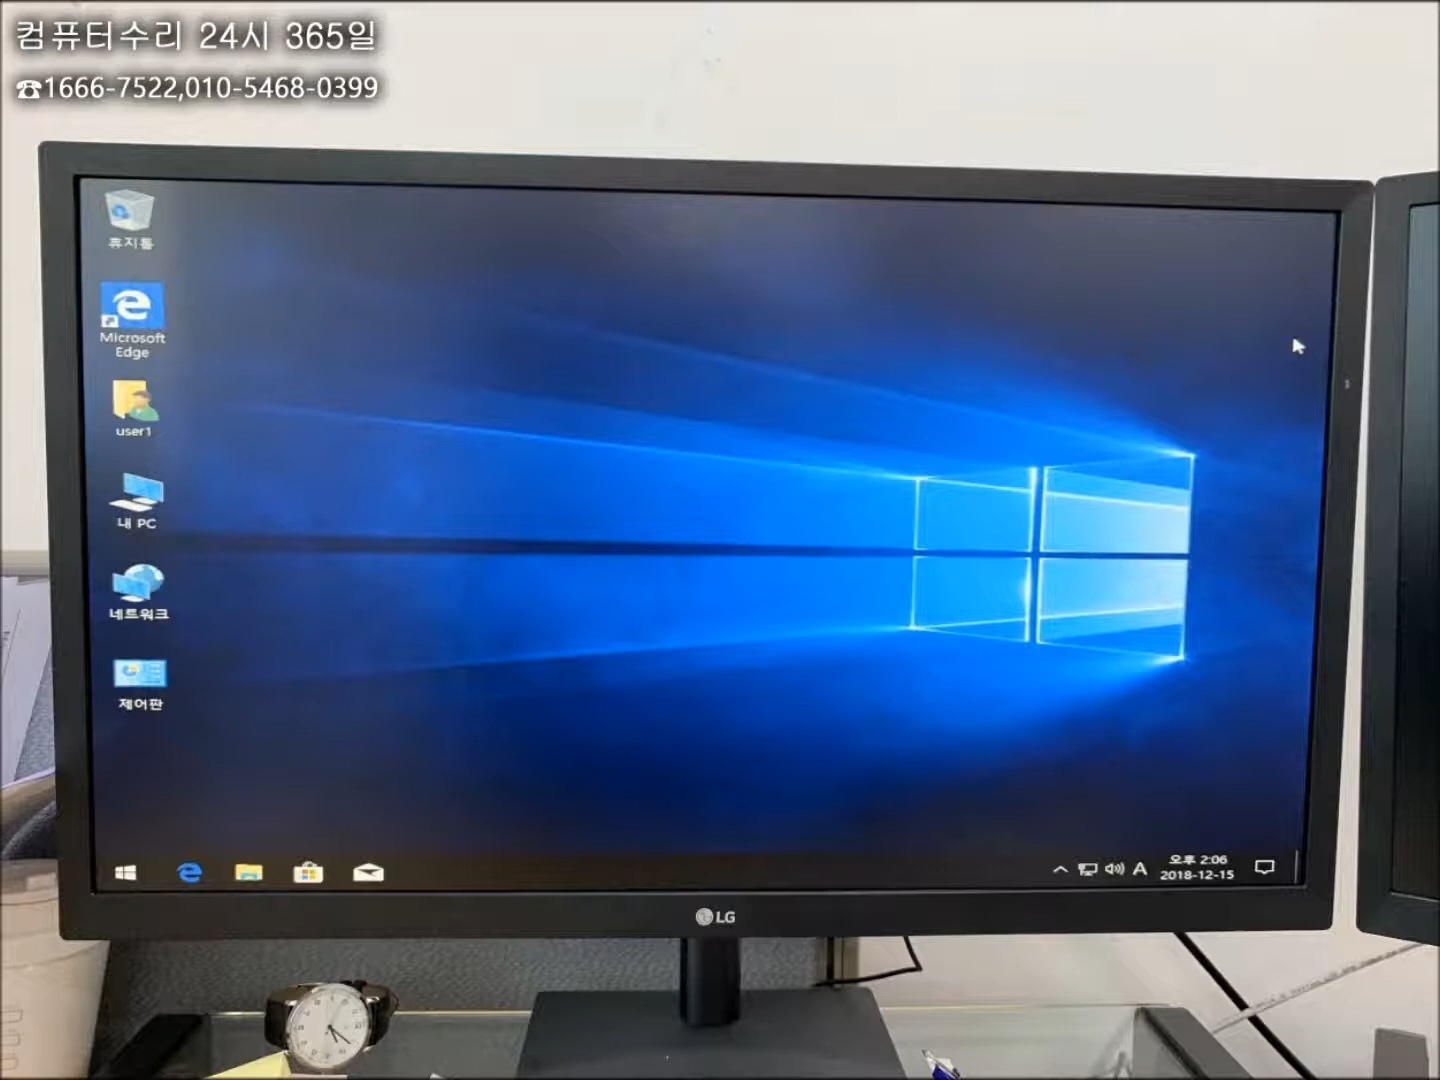 컴퓨터수리 24시 365일
☎1666-7522,010-5468-0399
휴지통
Microsoft
Edge
user1
내 PC
네트워크
제어판
A
오후 2:06
2018-12-15
LG